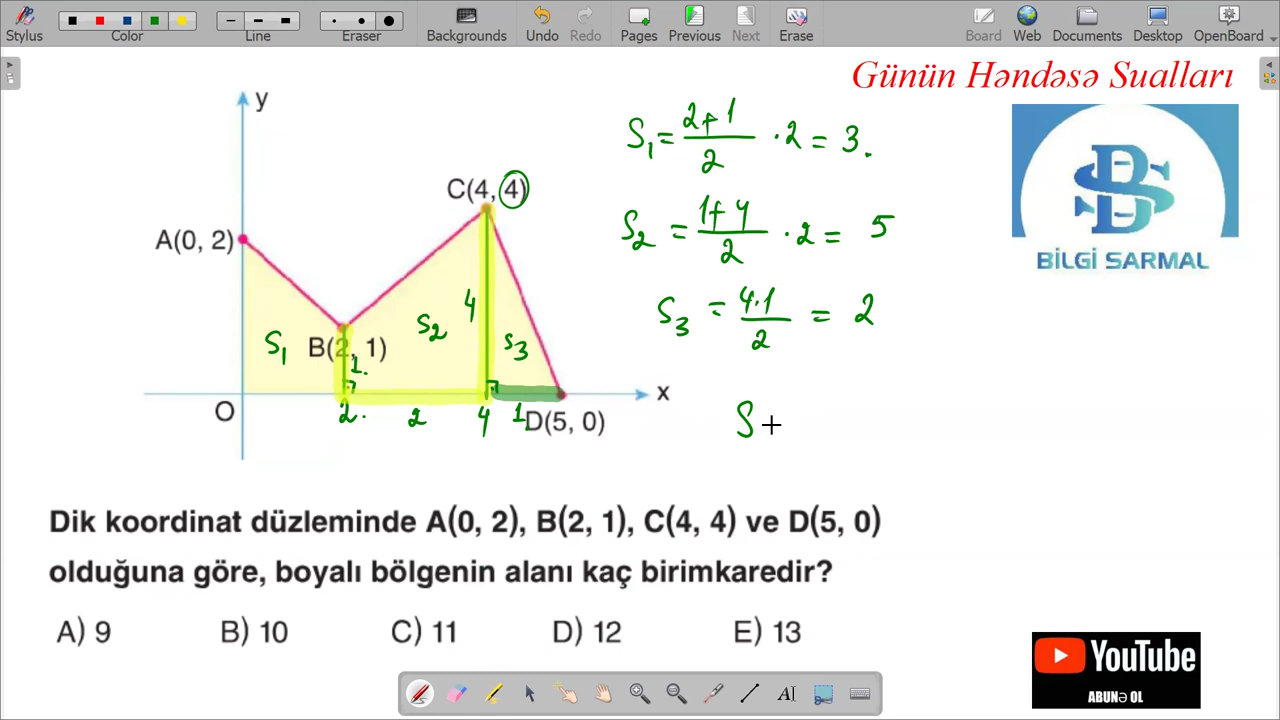 Stylus
Color
Line
Eraser
Backgrounds
Undo
Redo
Pages
Previous
Next
Erase
Board
Web
Documents
Desktop
OpenBoard
Günün Həndəsə Sualları
BİLGİ SARMAL
y
C(4, 4)
A(0, 2)
B(2, 1)
S1
S2
S3
4
1.
O
2.
2
4
1
D(5, 0)
x
S1 = 2+1/2 · 2 = 3.
S2 = 1+4/2 · 2 = 5
S3 = 4·1/2 = 2
S
Dik koordinat düzleminde A(0, 2), B(2, 1), C(4, 4) ve D(5, 0)
olduğuna göre, boyalı bölgenin alanı kaç birimkaredir?
A) 9 B) 10 C) 11 D) 12 E) 13
YouTube
ABUNƏ OL